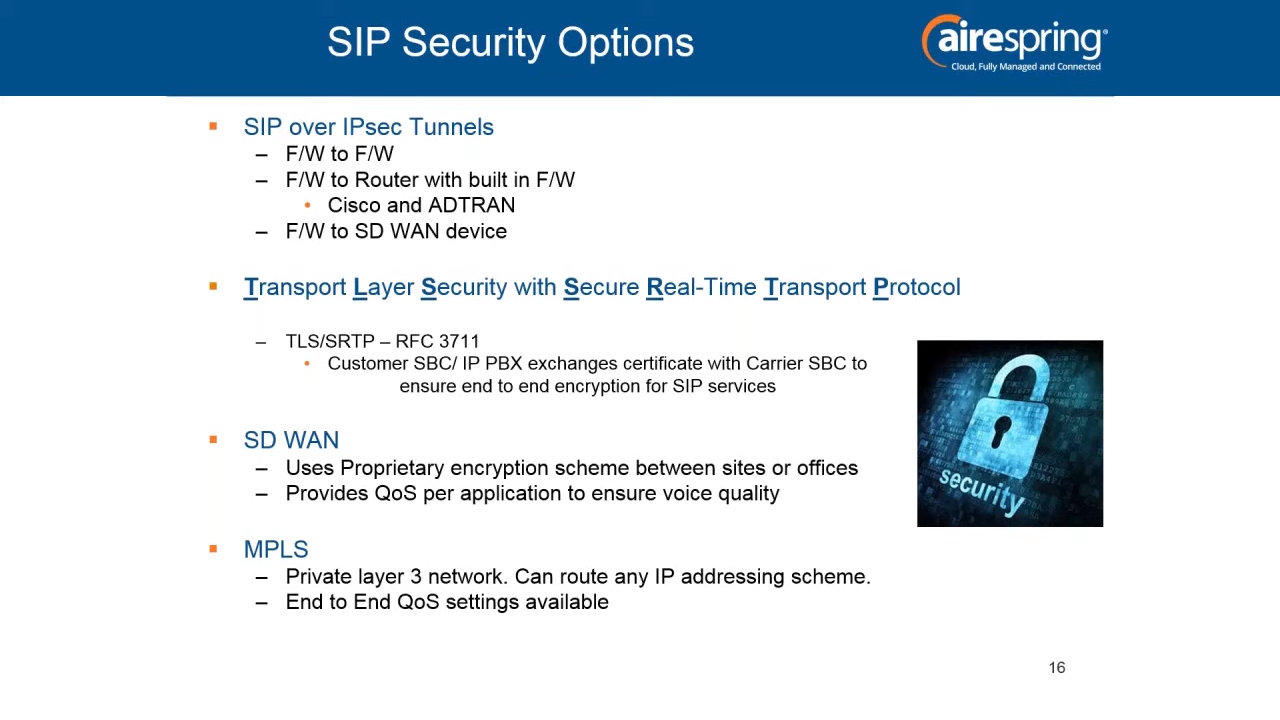 SIP Security Options
airespring®
Cloud, Fully Managed and Connected
▪ SIP over IPsec Tunnels
– F/W to F/W
– F/W to Router with built in F/W
• Cisco and ADTRAN
– F/W to SD WAN device
▪ Transport Layer Security with Secure Real-Time Transport Protocol
– TLS/SRTP – RFC 3711
• Customer SBC/ IP PBX exchanges certificate with Carrier SBC to
ensure end to end encryption for SIP services
▪ SD WAN
– Uses Proprietary encryption scheme between sites or offices
– Provides QoS per application to ensure voice quality
security
▪ MPLS
– Private layer 3 network. Can route any IP addressing scheme.
– End to End QoS settings available
16